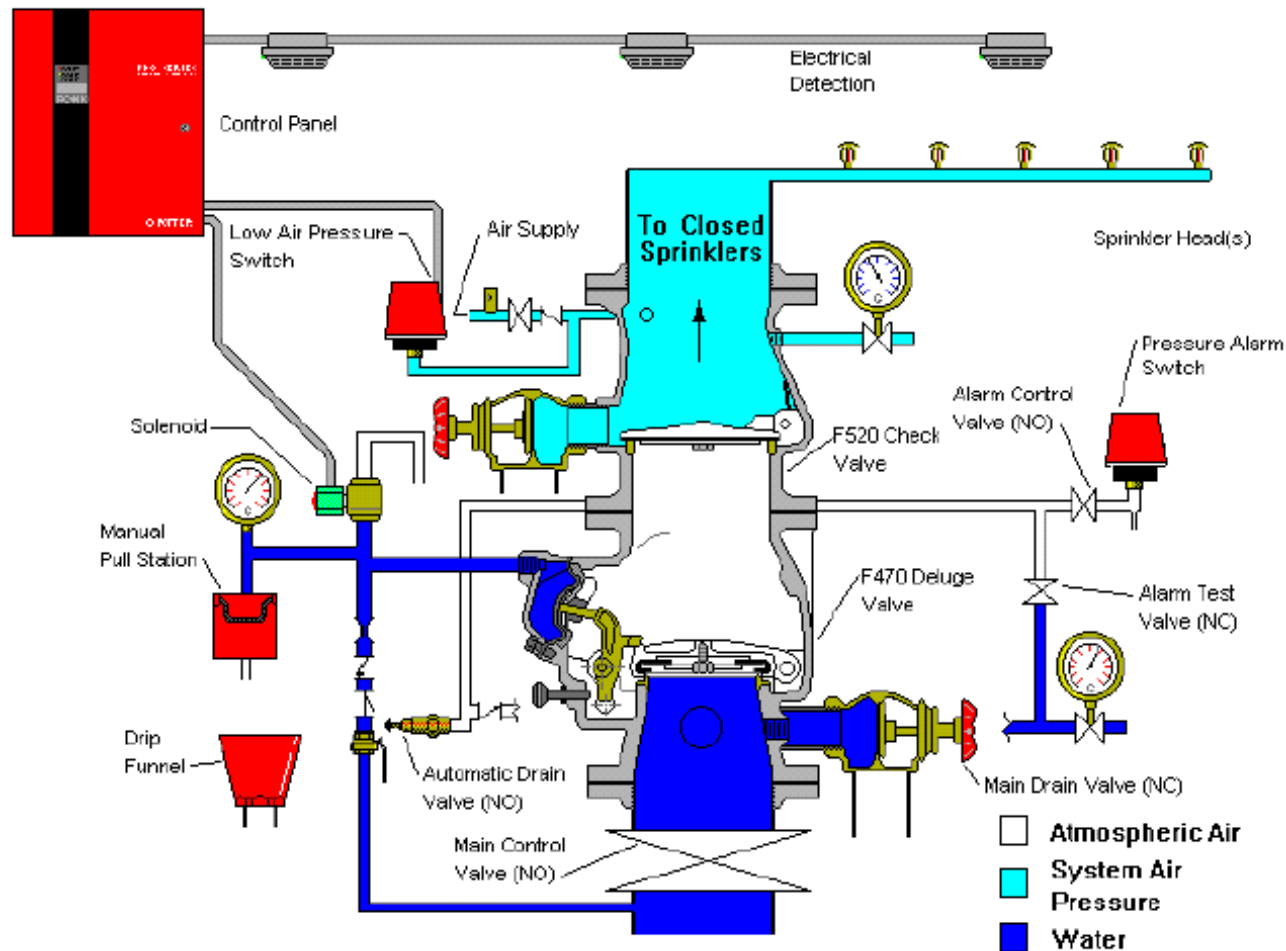 Electrical
Detection
Control Panel
Low Air Pressure
Switch
Air Supply
To Closed
Sprinklers
Sprinkler Head(s)
Pressure Alarm
Switch
Alarm Control
Valve (NO)
Solenoid
F520 Check
Valve
Manual
Pull Station
F470 Deluge
Valve
Alarm Test
Valve (NC)
Drip
Funnel
Automatic Drain
Valve (NO)
Main Drain Valve (NC)
Main Control
Valve (NO)
Atmospheric Air
System Air
Pressure
Water